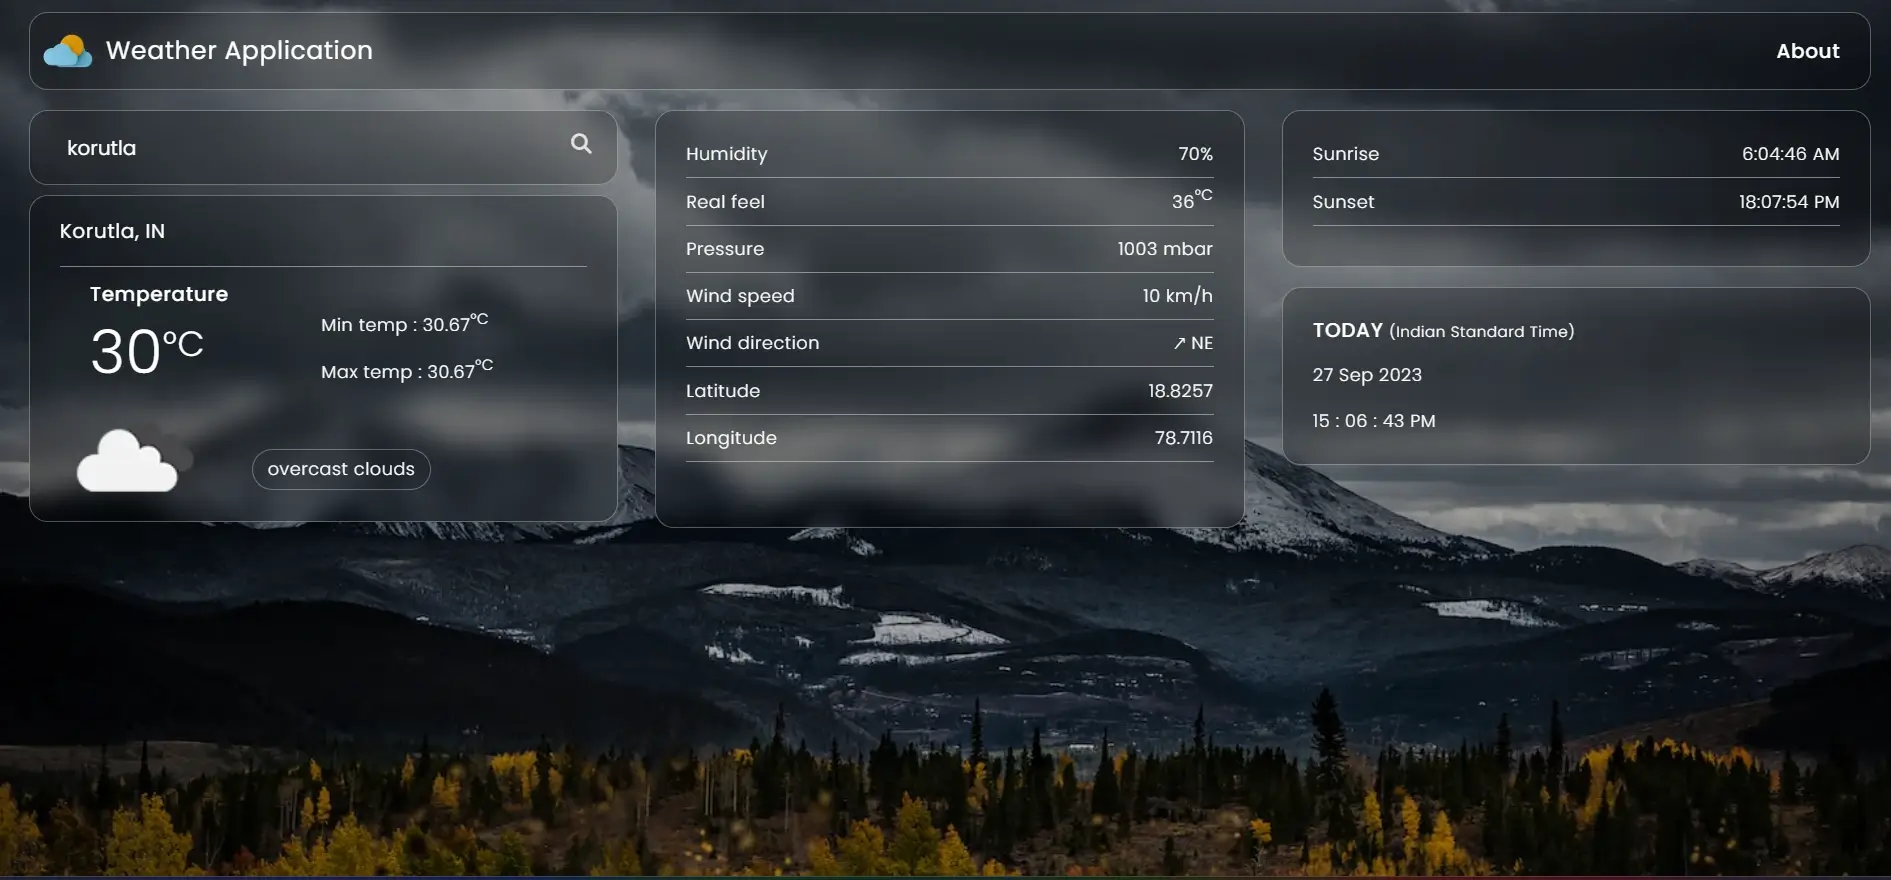 Weather Application
About
korutla
Korutla, IN
Temperature
30°C
Min temp : 30.67°C
Max temp : 30.67°C
overcast clouds
Humidity 70%
Real feel 36°C
Pressure 1003 mbar
Wind speed 10 km/h
Wind direction ↗ NE
Latitude 18.8257
Longitude 78.7116
Sunrise 6:04:46 AM
Sunset 18:07:54 PM
TODAY (Indian Standard Time)
27 Sep 2023
15 : 06 : 43 PM